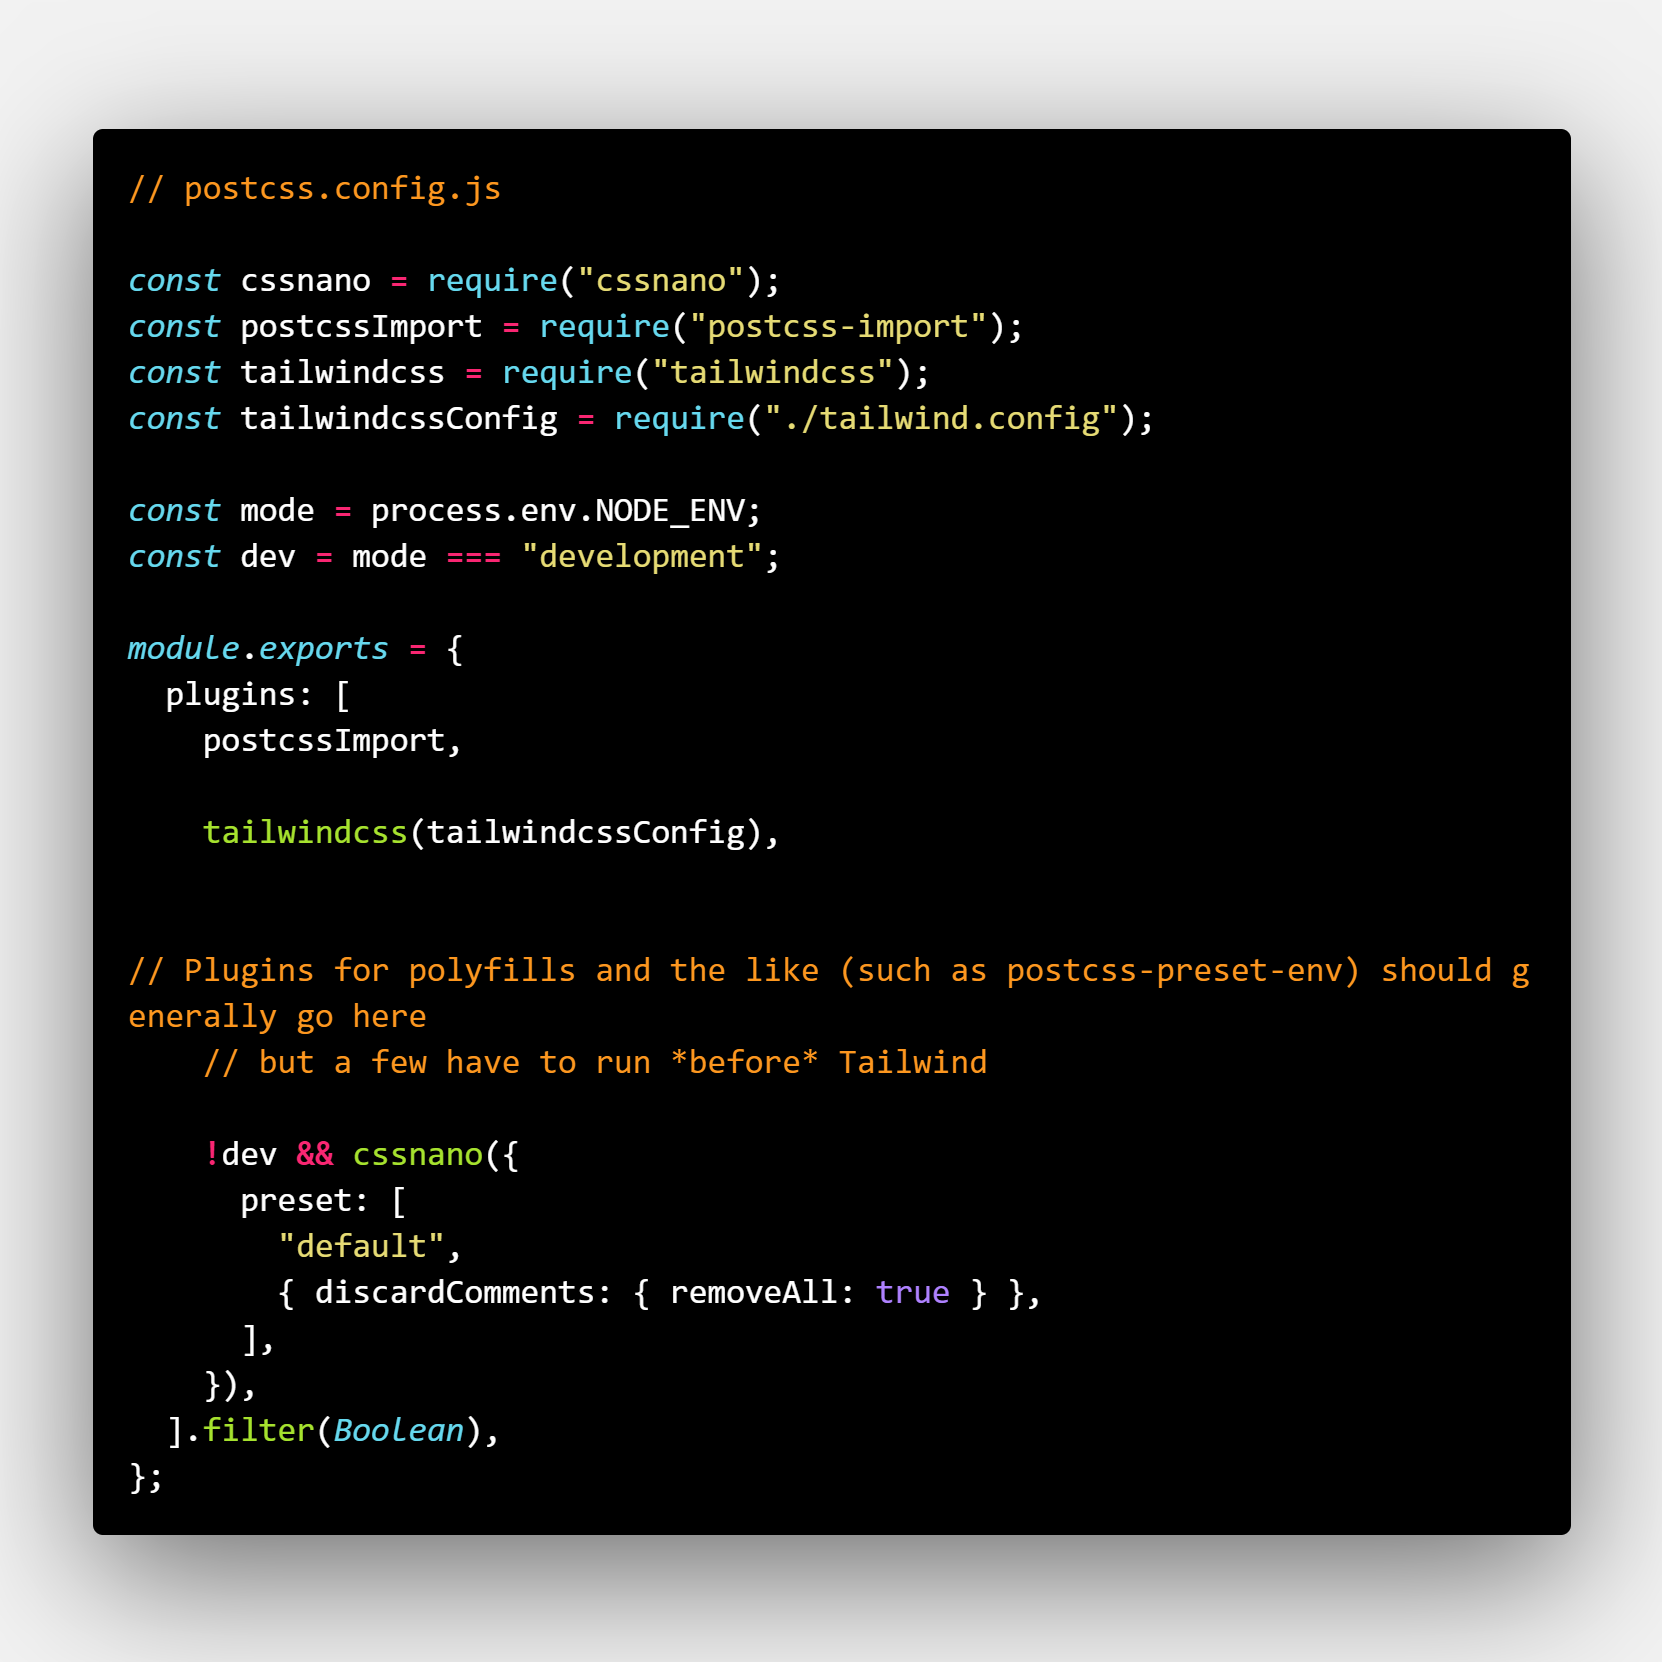 // postcss.config.js

const cssnano = require("cssnano");
const postcssImport = require("postcss-import");
const tailwindcss = require("tailwindcss");
const tailwindcssConfig = require("./tailwind.config");

const mode = process.env.NODE_ENV;
const dev = mode === "development";

module.exports = {
  plugins: [
    postcssImport,

    tailwindcss(tailwindcssConfig),


// Plugins for polyfills and the like (such as postcss-preset-env) should g
enerally go here
    // but a few have to run *before* Tailwind

    !dev && cssnano({
      preset: [
        "default",
        { discardComments: { removeAll: true } },
      ],
    }),
  ].filter(Boolean),
};